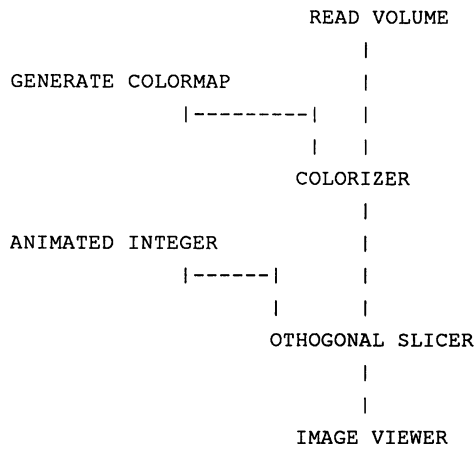 READ VOLUME
GENERATE COLORMAP
COLORIZER
ANIMATED INTEGER
OTHOGONAL SLICER
IMAGE VIEWER